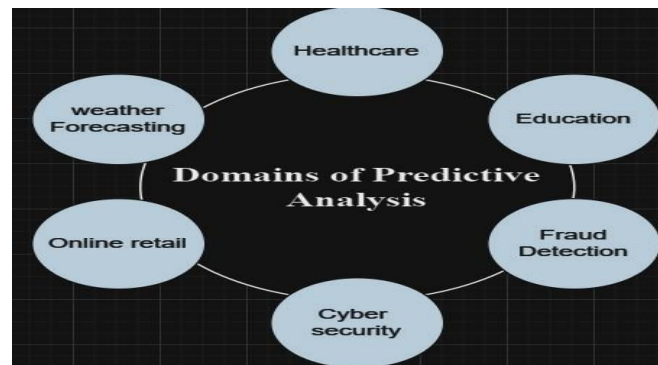 Healthcare
weather
Forecasting
Education
Domains of Predictive
Analysis
Online retail
Fraud
Detection
Cyber
security